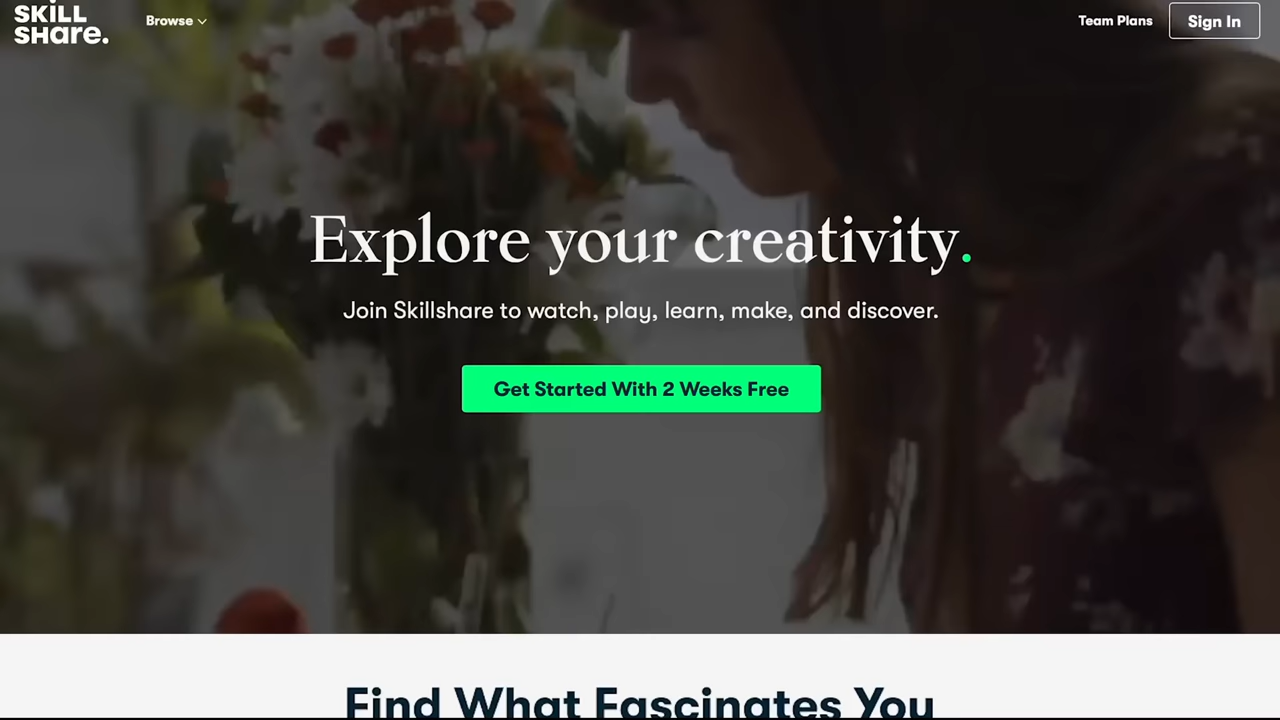 SKILL
SHare.
Browse
Team Plans
Sign In
Explore your creativity.
Join Skillshare to watch, play, learn, make, and discover.
Get Started With 2 Weeks Free
Find What Fascinates You